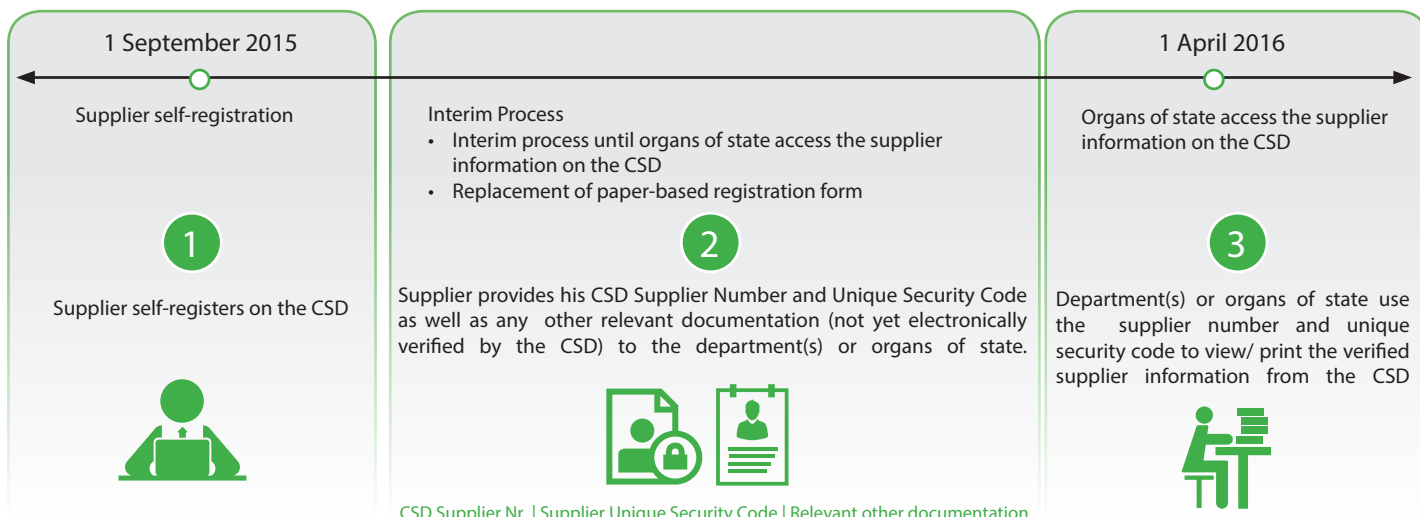 1 September 2015
Supplier self-registration
1
Supplier self-registers on the CSD
Interim Process
• Interim process until organs of state access the supplier
information on the CSD
• Replacement of paper-based registration form
2
Supplier provides his CSD Supplier Number and Unique Security Code
as well as any other relevant documentation (not yet electronically
verified by the CSD) to the department(s) or organs of state.
CSD Supplier Nr. | Supplier Unique Security Code | Relevant other documentation
1 April 2016
Organs of state access the supplier
information on the CSD
3
Department(s) or organs of state use
the supplier number and unique
security code to view/ print the verified
supplier information from the CSD